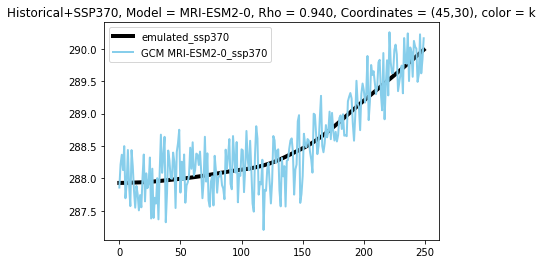 Historical+SSP370, Model = MRI-ESM2-0, Rho = 0.940, Coordinates = (45,30), color = k
emulated_ssp370
GCM MRI-ESM2-0_ssp370
290.0
289.5
289.0
288.5
288.0
287.5
0 50 100 150 200 250